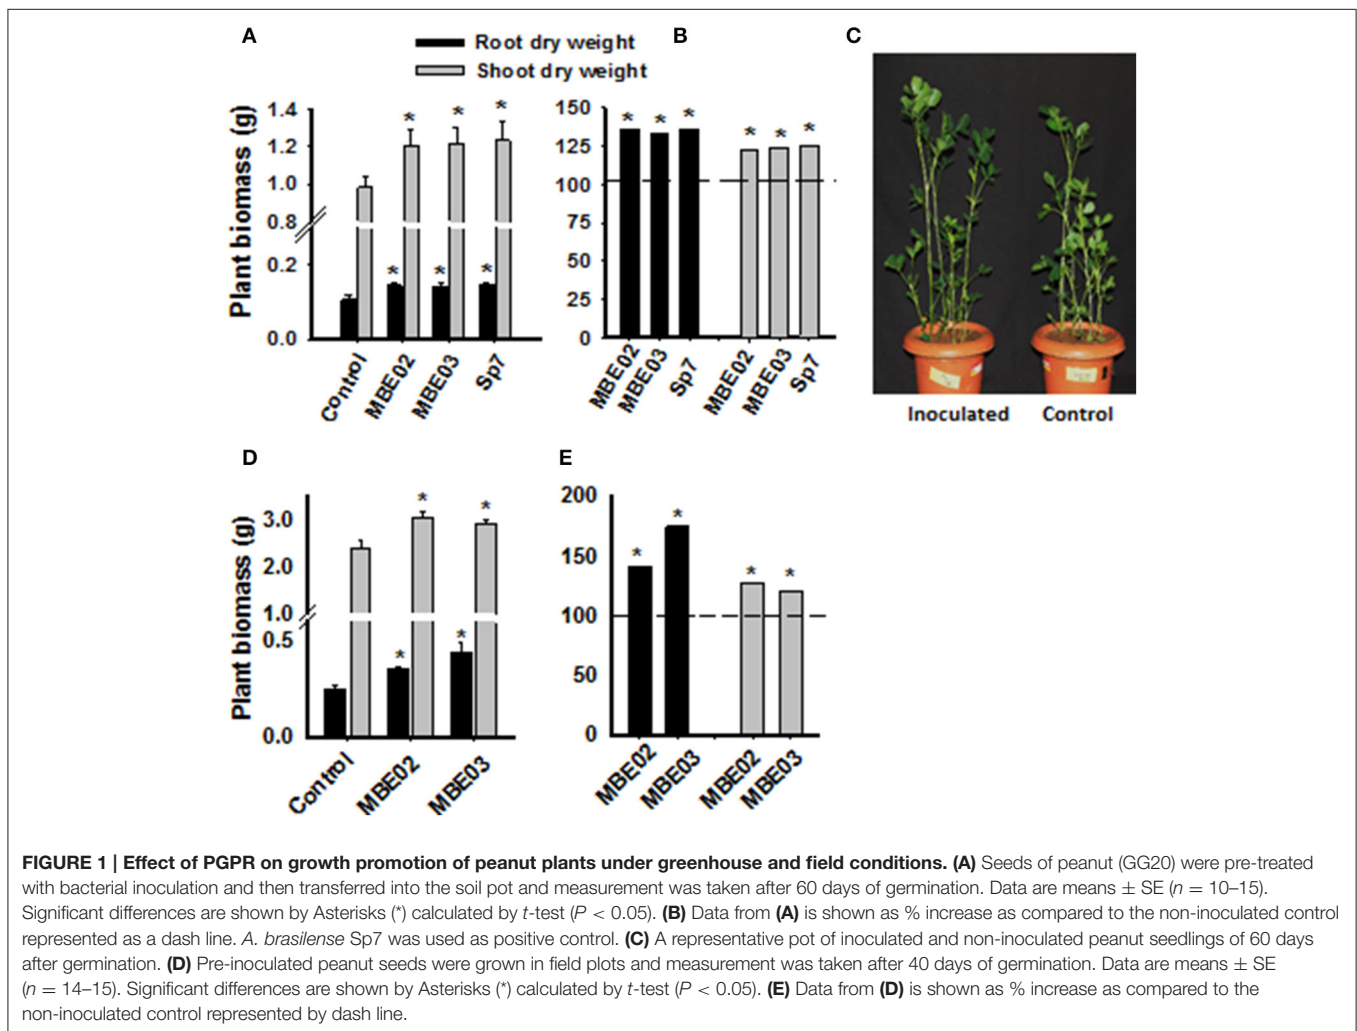 A
Root dry weight
Shoot dry weight
B
C
Plant biomass (g)
1.4
1.2
1.0
0.8
0.2
0.0
* * *
* * *
Control
MBE02
MBE03
Sp7
150
125
100
75
50
25
0
* * *
* * *
MBE02
MBE03
Sp7
MBE02
MBE03
Sp7
Inoculated
Control
D
Plant biomass (g)
3.0
2.0
1.0
0.5
0.0
* *
* *
Control
MBE02
MBE03
E
200
150
100
50
0
* *
* *
MBE02
MBE03
MBE02
MBE03
FIGURE 1 | Effect of PGPR on growth promotion of peanut plants under greenhouse and field conditions. (A) Seeds of peanut (GG20) were pre-treated
with bacterial inoculation and then transferred into the soil pot and measurement was taken after 60 days of germination. Data are means ± SE (n = 10–15).
Significant differences are shown by Asterisks (*) calculated by t-test (P < 0.05). (B) Data from (A) is shown as % increase as compared to the non-inoculated control
represented as a dash line. A. brasilense Sp7 was used as positive control. (C) A representative pot of inoculated and non-inoculated peanut seedlings of 60 days
after germination. (D) Pre-inoculated peanut seeds were grown in field plots and measurement was taken after 40 days of germination. Data are means ± SE
(n = 14–15). Significant differences are shown by Asterisks (*) calculated by t-test (P < 0.05). (E) Data from (D) is shown as % increase as compared to the
non-inoculated control represented by dash line.